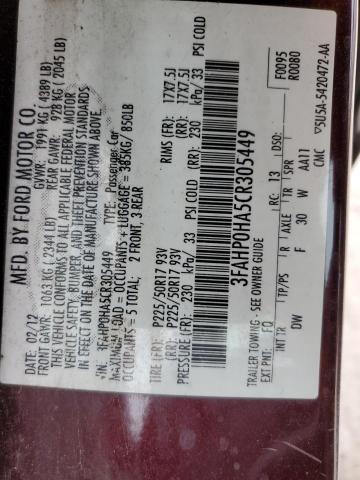 MFD. BY FORD MOTOR CO.
DATE: 02/12 GVWR: 1991 KG (4389 LB)
FRONT GAWR: 1063 KG (2344 LB) REAR GAWR: 928 KG (2045 LB)
THIS VEHICLE CONFORMS TO ALL APPLICABLE FEDERAL MOTOR
VEHICLE SAFETY, BUMPER, AND THEFT PREVENTION STANDARDS
IN EFFECT ON THE DATE OF MANUFACTURE SHOWN ABOVE.
VIN: 3FAHP0HA5CR305449 TYPE: Passenger Car
MAXIMUM LOAD = OCCUPANTS + LUGGAGE = 385KG/ 850LB
OCCUPANTS = 5 TOTAL; 2 FRONT, 3 REAR
TIRE (FR): P225/50R17 93V RIMS (FR): 17X7.5J
(RR): P225/50R17 93V (RR): 17X7.5J
PRESSURE (FR): 230 kPa/ 33 PSI COLD (RR): 230 kPa/ 33 PSI COLD
3FAHP0HA5CR305449
F0095
R0080
TRAILER TOWING - SEE OWNER GUIDE
EXT PNT: FQ RC: 13 DSO:
INT TR TP/PS R AXLE TR SPR
DW F 30 W AA11
CMC ▽5U5A-5420472-AA